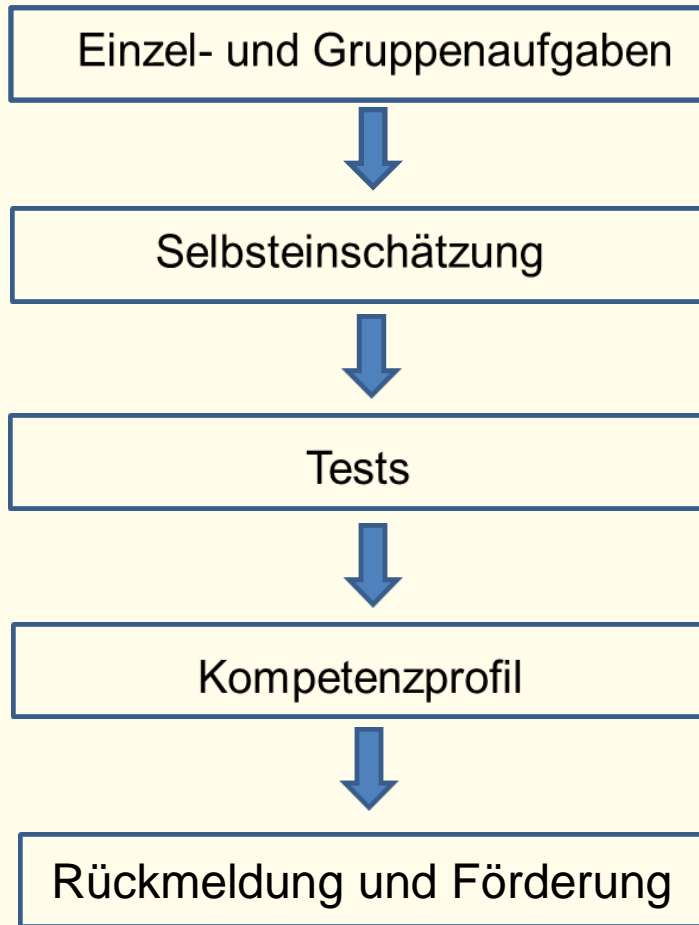 Einzel- und Gruppenaufgaben
Selbsteinschätzung
Tests
Kompetenzprofil
Rückmeldung und Förderung